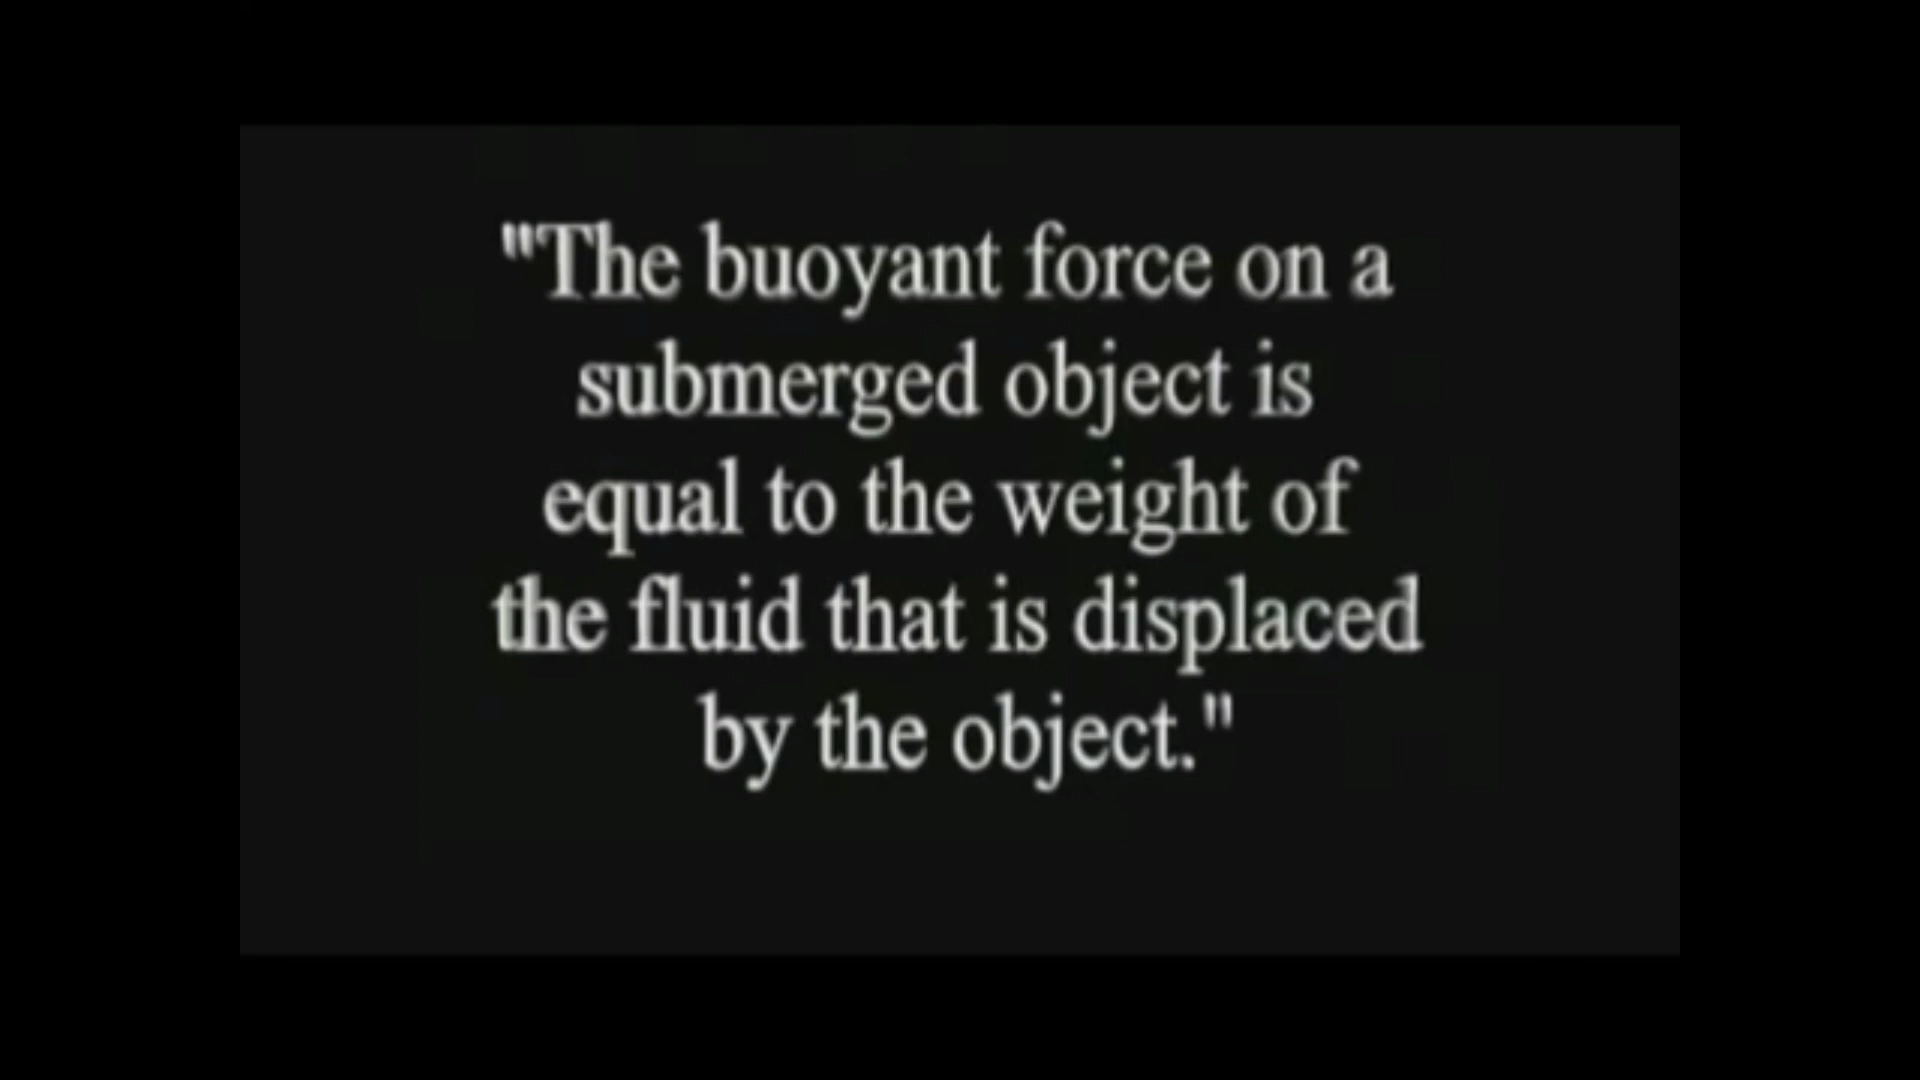 "The buoyant force on a
submerged object is
equal to the weight of
the fluid that is displaced
by the object."